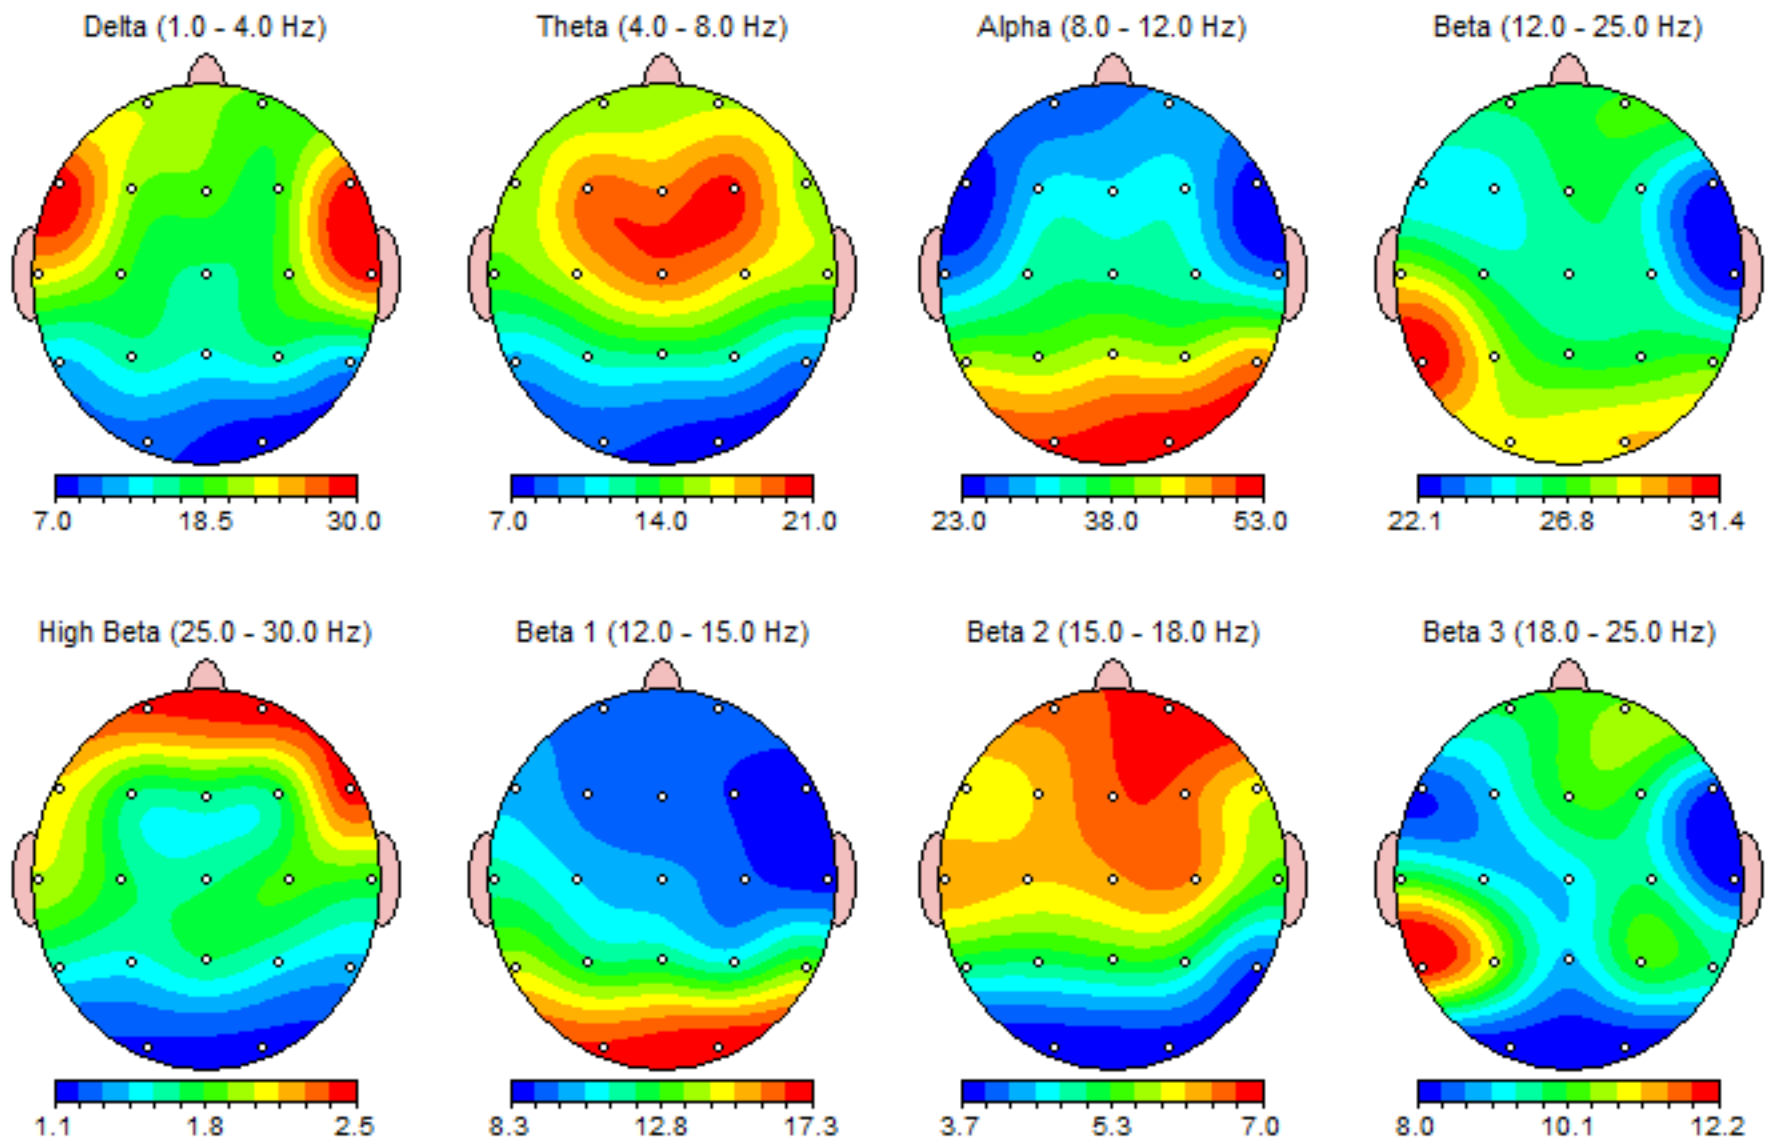 Delta (1.0 - 4.0 Hz)
Theta (4.0 - 8.0 Hz)
Alpha (8.0 - 12.0 Hz)
Beta (12.0 - 25.0 Hz)
7.0 18.5 30.0
7.0 14.0 21.0
23.0 38.0 53.0
22.1 26.8 31.4
High Beta (25.0 - 30.0 Hz)
Beta 1 (12.0 - 15.0 Hz)
Beta 2 (15.0 - 18.0 Hz)
Beta 3 (18.0 - 25.0 Hz)
1.1 1.8 2.5
8.3 12.8 17.3
3.7 5.3 7.0
8.0 10.1 12.2